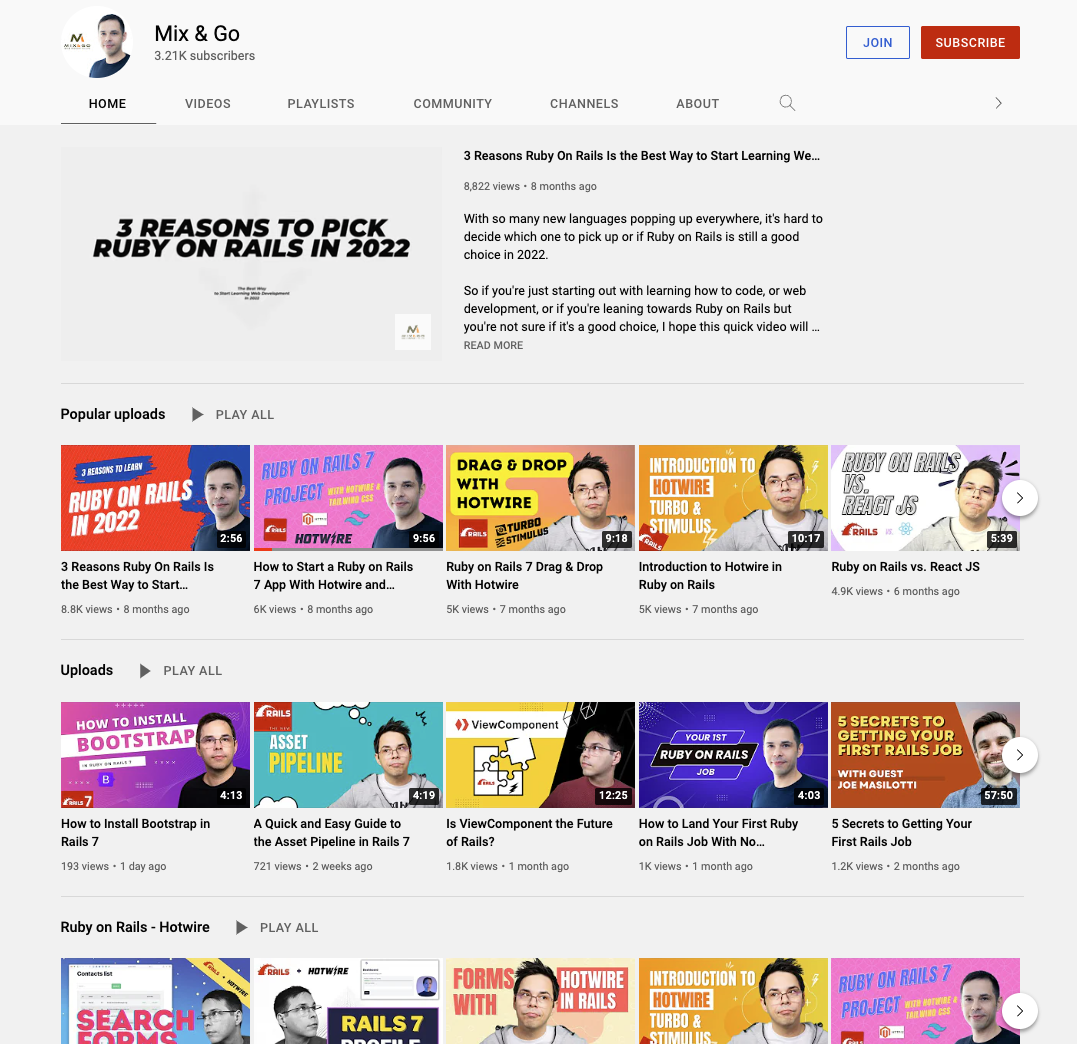 Mix & Go
3.21K subscribers
JOIN
SUBSCRIBE
HOME
VIDEOS
PLAYLISTS
COMMUNITY
CHANNELS
ABOUT
3 REASONS TO PICK
RUBY ON RAILS IN 2022
The Best Way
to Start Learning Web Development
in 2022
3 Reasons Ruby On Rails Is the Best Way to Start Learning We…
8,822 views • 8 months ago
With so many new languages popping up everywhere, it's hard to
decide which one to pick up or if Ruby on Rails is still a good
choice in 2022.
So if you're just starting out with learning how to code, or web
development, or if you're leaning towards Ruby on Rails but
you're not sure if it's a good choice, I hope this quick video will …
READ MORE
Popular uploads
PLAY ALL
3 REASONS TO LEARN
RUBY ON RAILS
IN 2022
2:56
3 Reasons Ruby On Rails Is
the Best Way to Start…
8.8K views • 8 months ago
RUBY ON RAILS 7
PROJECT
WITH HOTWIRE &
TAILWIND CSS
RAILS
HOTWIRE
9:56
How to Start a Ruby on Rails
7 App With Hotwire and…
6K views • 8 months ago
DRAG & DROP
WITH
HOTWIRE
RAILS
TURBO
STIMULUS
9:18
Ruby on Rails 7 Drag & Drop
With Hotwire
5K views • 7 months ago
INTRODUCTION TO
HOTWIRE
TURBO &
STIMULUS
RAILS
10:17
Introduction to Hotwire in
Ruby on Rails
5K views • 7 months ago
RUBY ON RAILS
VS.
REACT JS
RAILS
VS.
5:39
Ruby on Rails vs. React JS
4.9K views • 6 months ago
Uploads
PLAY ALL
HOW TO INSTALL
BOOTSTRAP
IN RUBY ON RAILS 7
B
RAILS 7
4:13
How to Install Bootstrap in
Rails 7
193 views • 1 day ago
RAILS
ASSET
PIPELINE
4:19
A Quick and Easy Guide to
the Asset Pipeline in Rails 7
721 views • 2 weeks ago
ViewComponent
RAILS
12:25
Is ViewComponent the Future
of Rails?
1.8K views • 1 month ago
YOUR 1ST
RUBY ON RAILS
JOB
4:03
How to Land Your First Ruby
on Rails Job With No…
1K views • 1 month ago
5 SECRETS TO
GETTING YOUR
FIRST RAILS JOB
WITH GUEST
JOE MASILOTTI
57:50
5 Secrets to Getting Your
First Rails Job
1.2K views • 2 months ago
Ruby on Rails - Hotwire
PLAY ALL
Contacts list
RAILS + HOTWIRE
SEARCH
FORMS
RAILS + HOTWIRE
RAILS 7
PROFILE
FORMS
WITH
HOTWIRE
IN RAILS
INTRODUCTION TO
HOTWIRE
TURBO &
STIMULUS
RUBY ON RAILS 7
PROJECT
WITH HOTWIRE &
TAILWIND CSS
RAILS